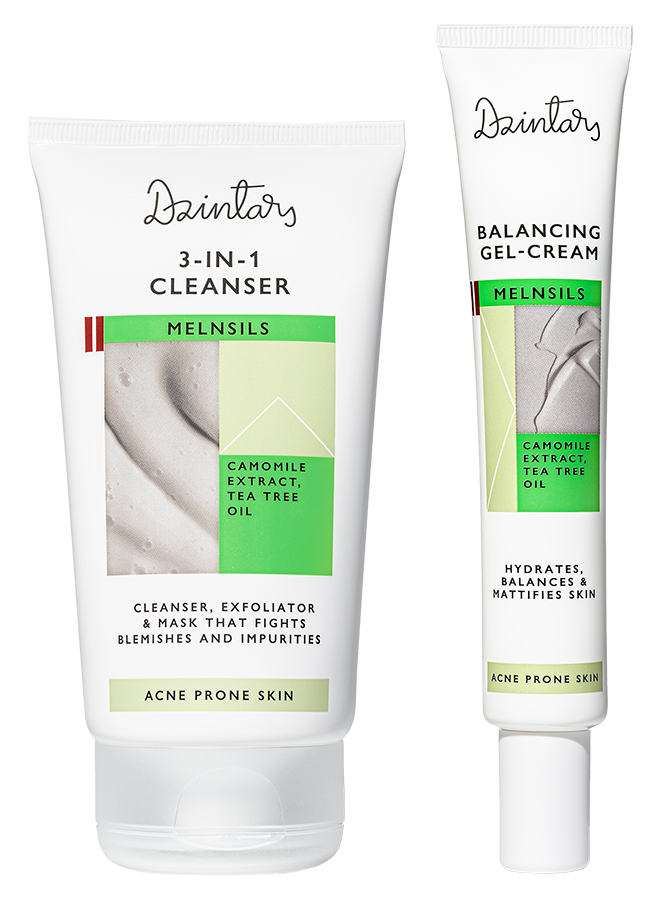 Dzintars
3-IN-1
CLEANSER
MELNSILS
CAMOMILE
EXTRACT,
TEA TREE
OIL
CLEANSER, EXFOLIATOR
& MASK THAT FIGHTS
BLEMISHES AND IMPURITIES
ACNE PRONE SKIN
Dzintars
BALANCING
GEL-CREAM
MELNSILS
CAMOMILE
EXTRACT,
TEA TREE
OIL
HYDRATES,
BALANCES &
MATTIFIES SKIN
ACNE PRONE SKIN